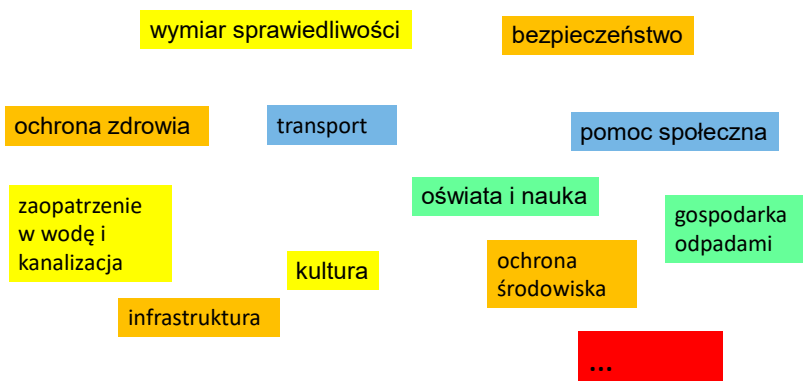 wymiar sprawiedliwości
bezpieczeństwo
ochrona zdrowia
transport
pomoc społeczna
oświata i nauka
zaopatrzenie
w wodę i
kanalizacja
gospodarka
odpadami
kultura
ochrona
środowiska
infrastruktura
...